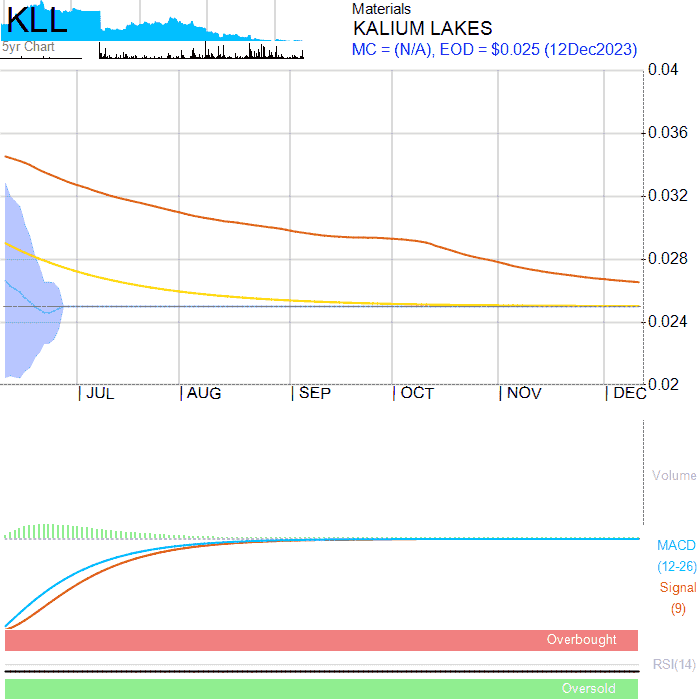 KLL
5yr Chart
Materials
KALIUM LAKES
MC = (N/A), EOD = $0.025 (12Dec2023)
0.04
0.036
0.032
0.028
0.024
0.02
| JUL | AUG | SEP | OCT | NOV | DEC
Volume
MACD
(12-26)
Signal
(9)
Overbought
RSI(14)
Oversold